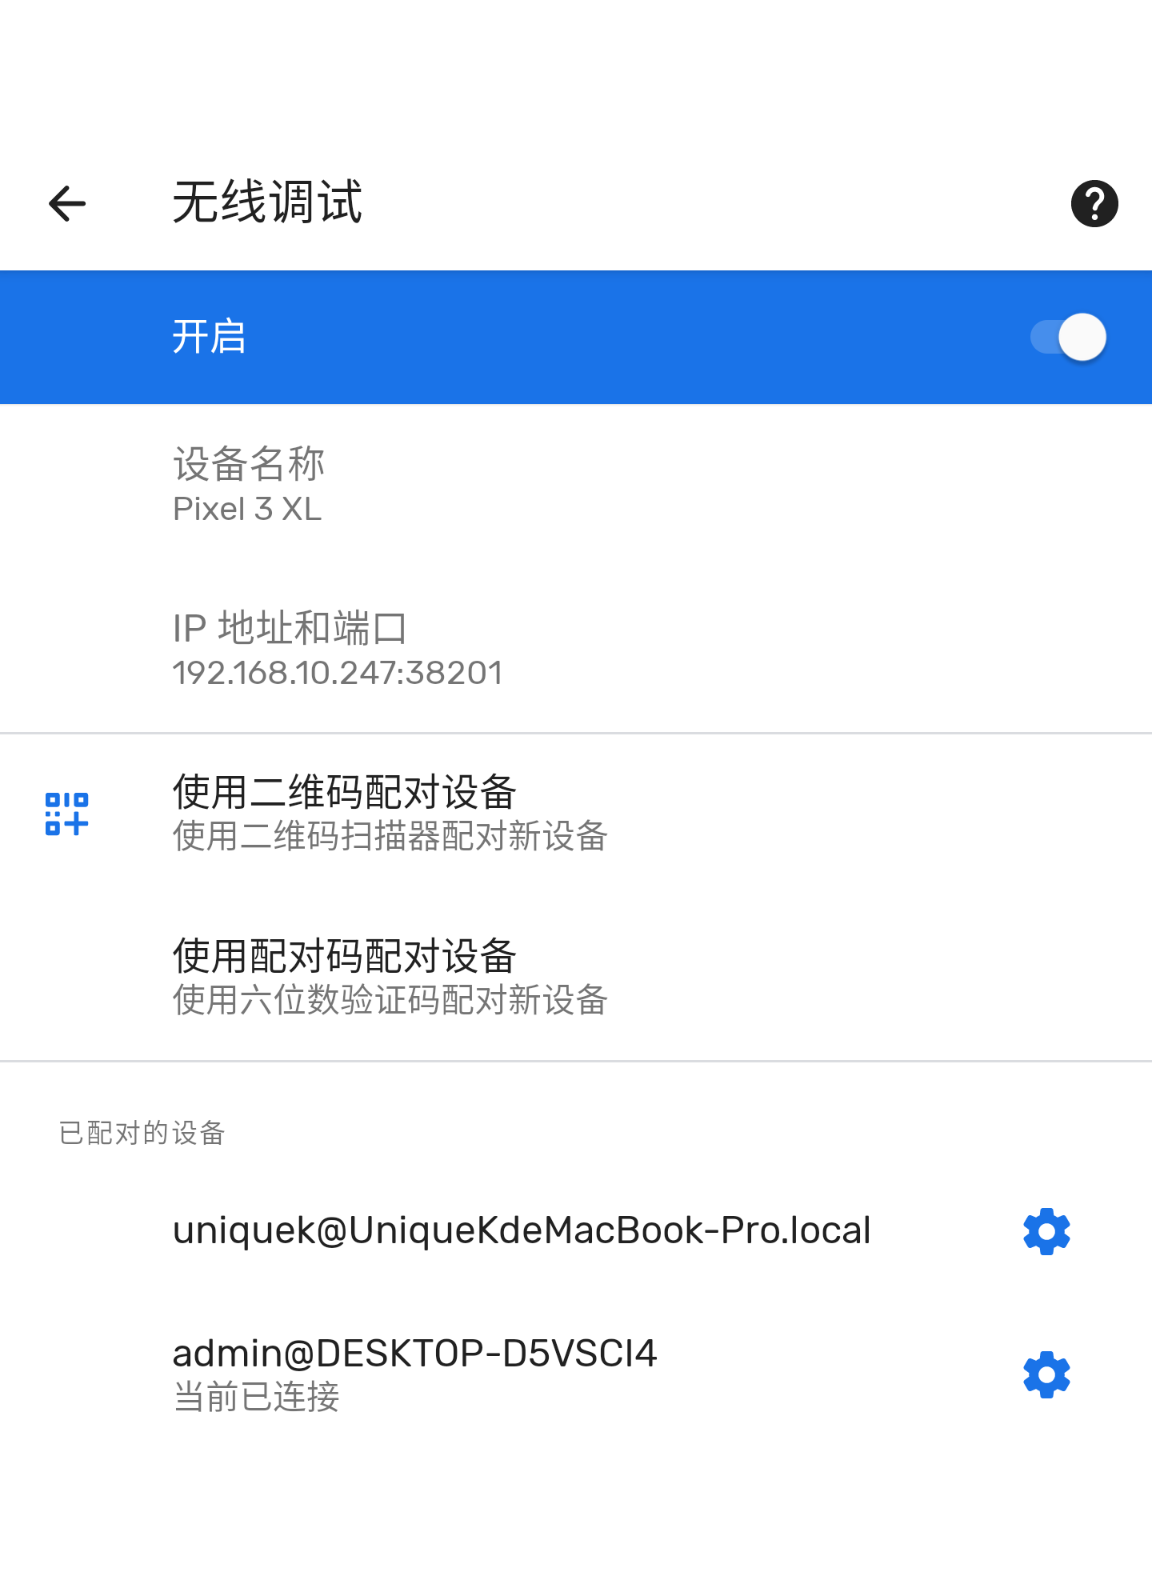 无线调试
开启
设备名称
Pixel 3 XL
IP 地址和端口
192.168.10.247:38201
使用二维码配对设备
使用二维码扫描器配对新设备
使用配对码配对设备
使用六位数验证码配对新设备
已配对的设备
uniquek@UniqueKdeMacBook-Pro.local
admin@DESKTOP-D5VSCI4
当前已连接